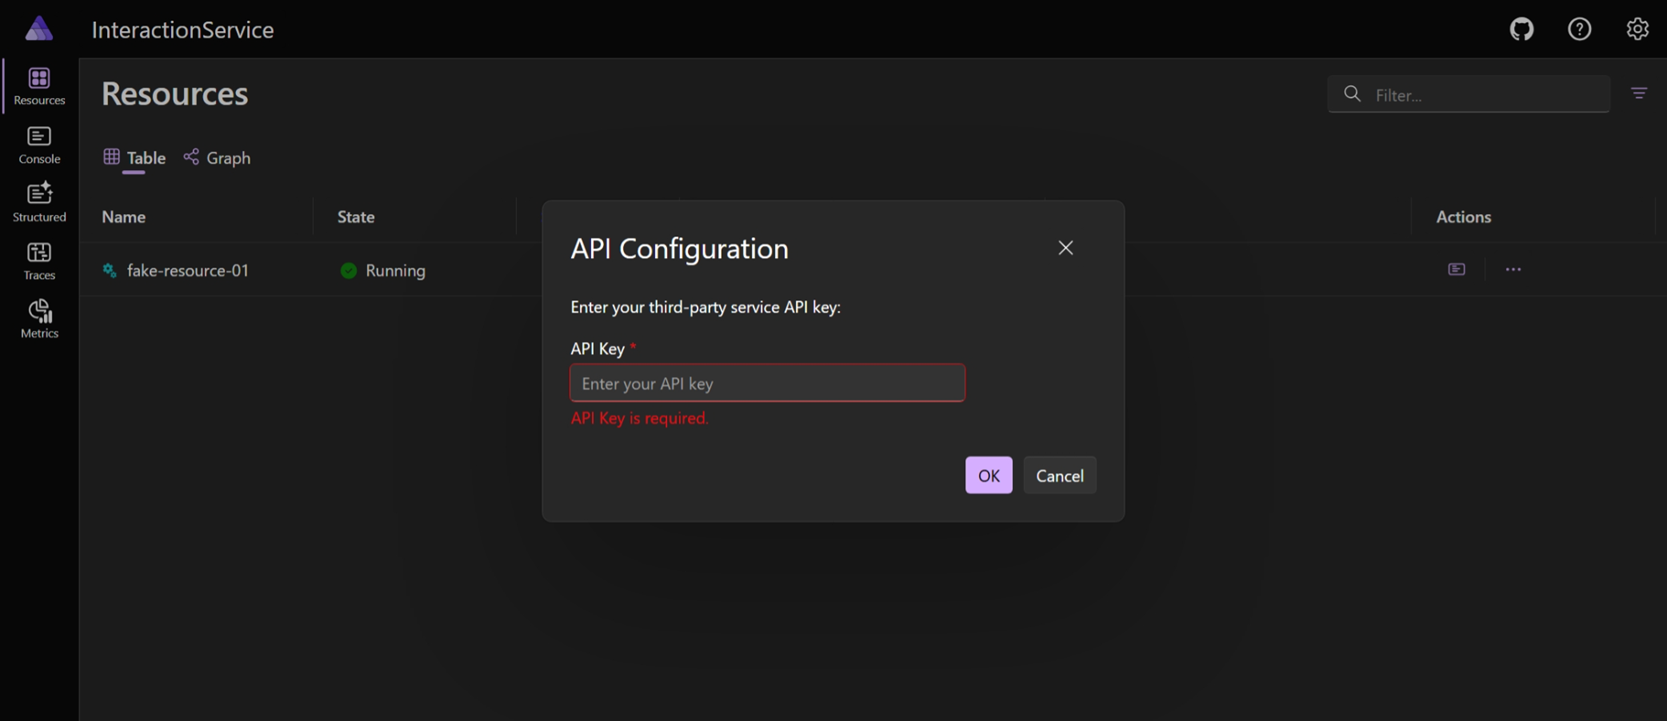 InteractionService
Resources
Console
Structured
Traces
Metrics
Resources
Filter...
Table
Graph
Name
State
Actions
fake-resource-01
Running
API Configuration
Enter your third-party service API key:
API Key *
Enter your API key
API Key is required.
OK
Cancel